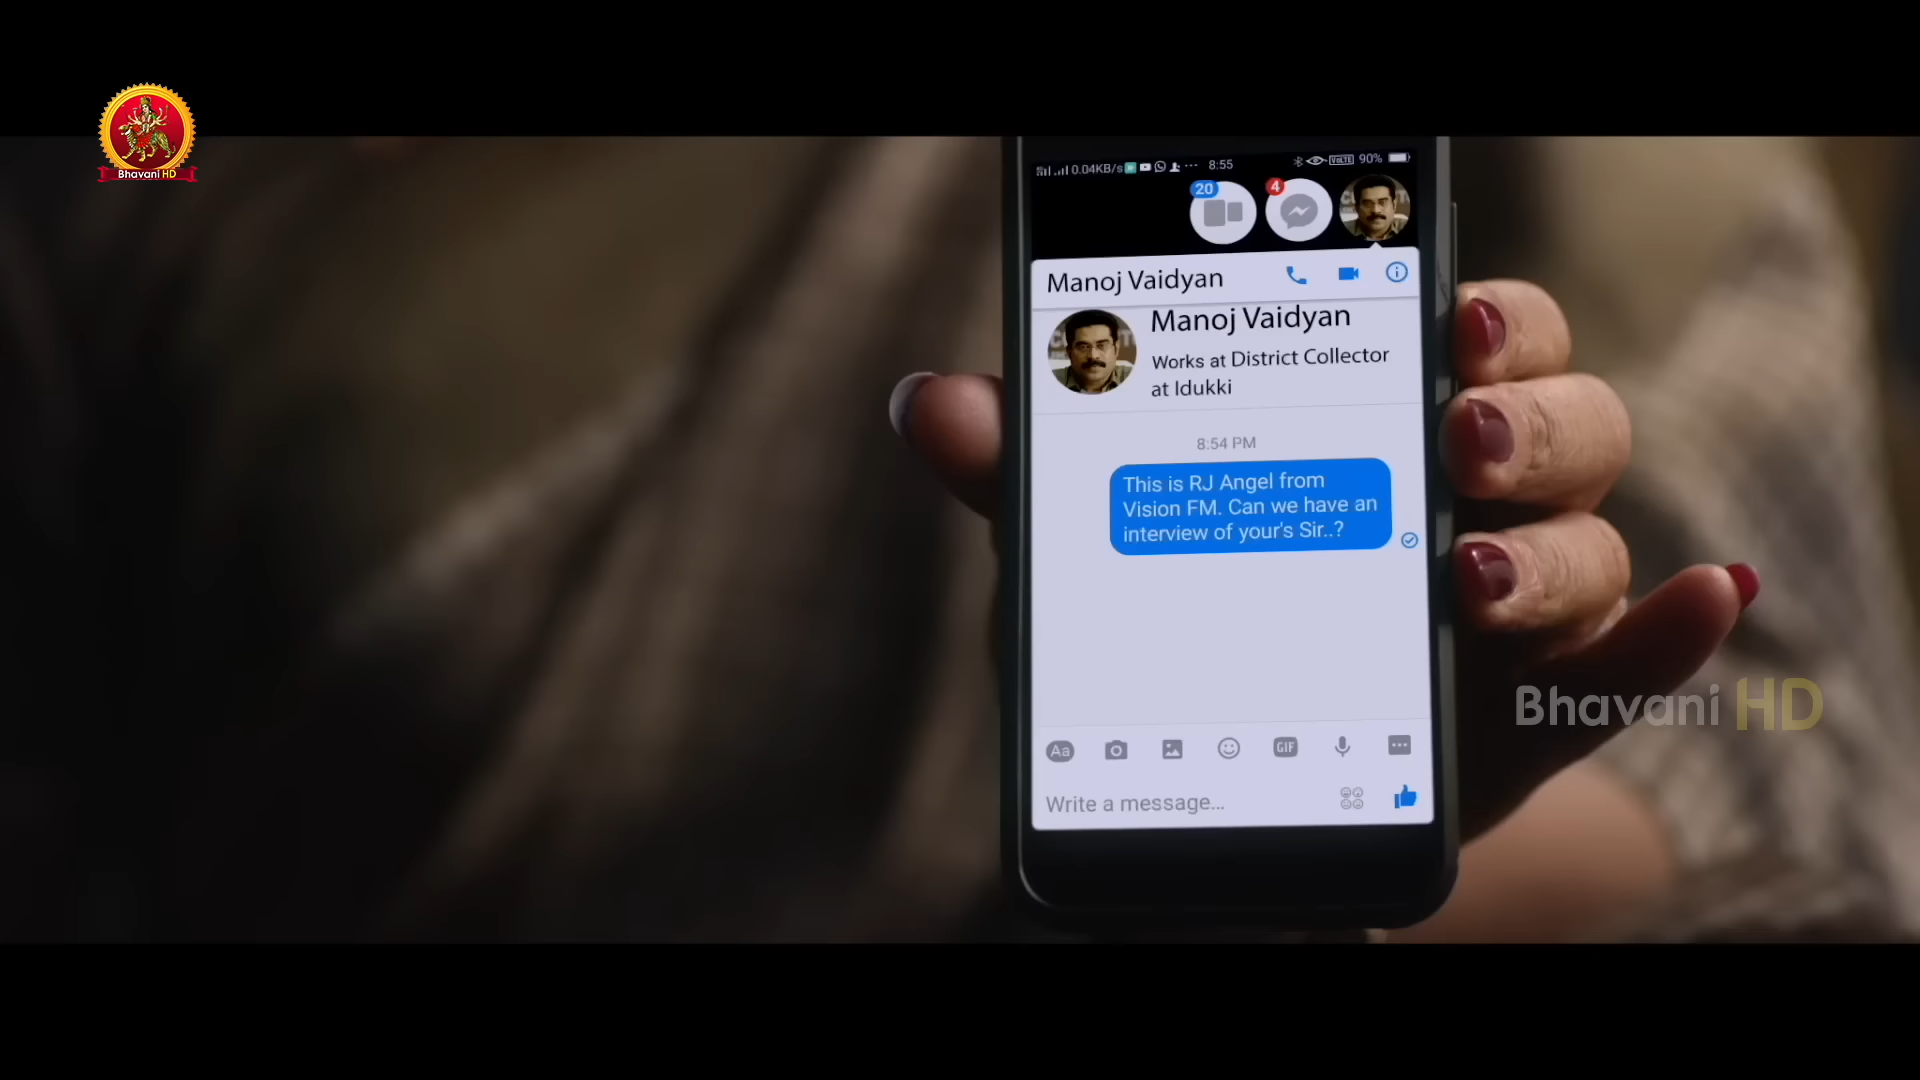 Bhavani HD
0.04KB/s 8:55 VoLTE 90%
20 4
Manoj Vaidyan
Manoj Vaidyan
Works at District Collector
at Idukki
8:54 PM
This is RJ Angel from
Vision FM. Can we have an
interview of your's Sir..?
Bhavani HD
Aa GIF
Write a message...